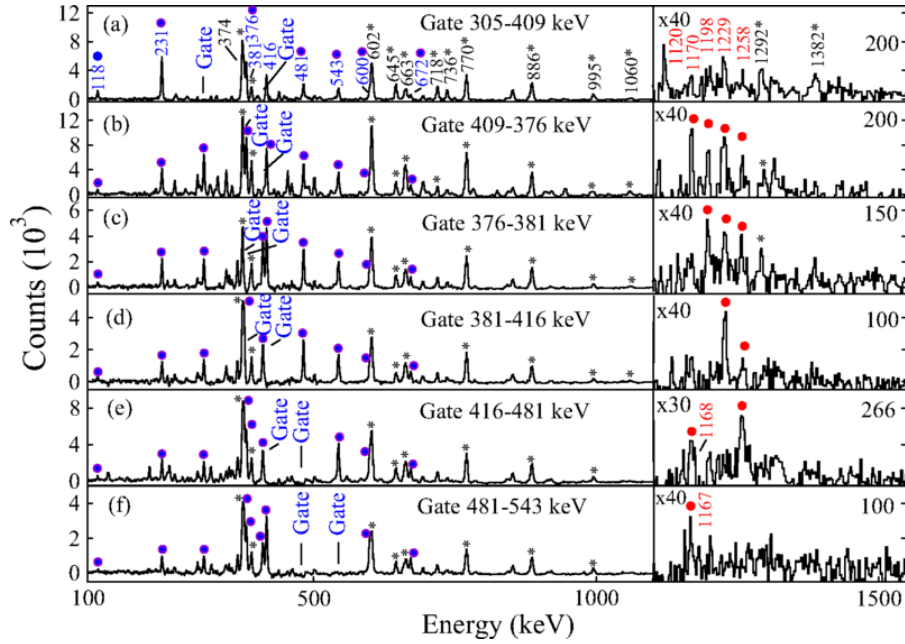 (a) Gate 305-409 keV x40 200
118 231 Gate 374 * 376 381 Gate 416 481 543 600 602* 645* 663* 672 718* 736* 770* 886* 995* 1060*
1120 1170 1198 1229 1258 1292* 1382*
12 8 4 0
(b) Gate 409-376 keV 200
Gate
Gate
* * * * * * * * * *
12 8 4 0
(c) Gate 376-381 keV x40 150
Gate Gate
* * * * * * * * * *
6 4 2 0
(d) Gate 381-416 keV x40 100
Gate Gate
* * * * * * * * *
4 2 0
(e) Gate 416-481 keV x30 266
Gate Gate 1168
* * * * * * * *
8 4 0
(f) Gate 481-543 keV x40 100
Gate Gate 1167
* * * * * * * *
4 2 0
100 500 1000 1500
Energy (keV)
Counts (10³)